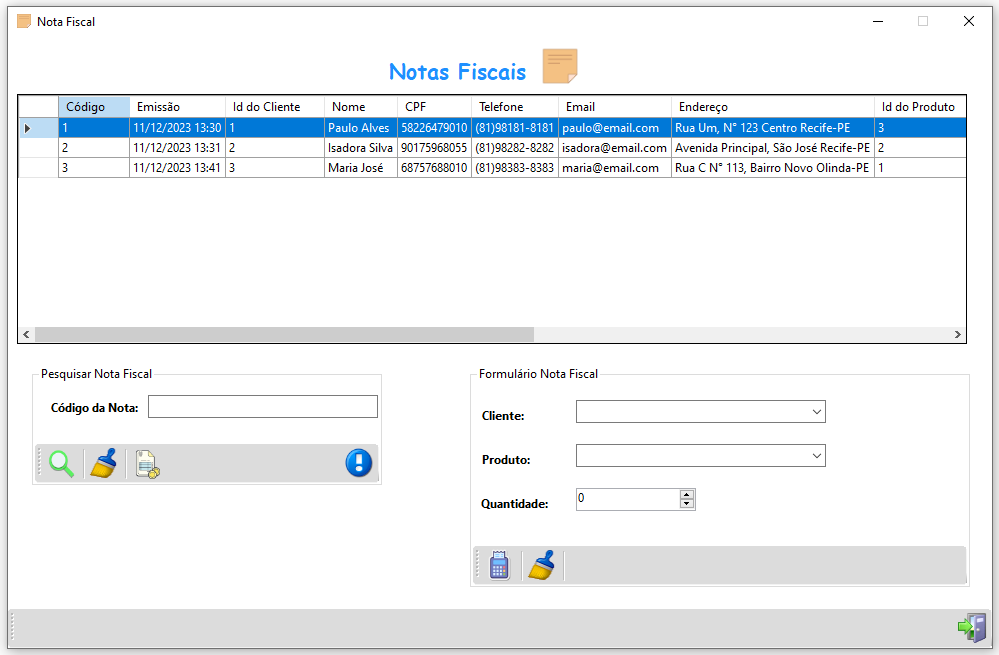 Nota Fiscal
Notas Fiscais
Código Emissão Id do Cliente Nome CPF Telefone Email Endereço Id do Produto
1 11/12/2023 13:30 1 Paulo Alves 58226479010 (81)98181-8181 paulo@email.com Rua Um, N° 123 Centro Recife-PE 3
2 11/12/2023 13:31 2 Isadora Silva 90175968055 (81)98282-8282 isadora@email.com Avenida Principal, São José Recife-PE 2
3 11/12/2023 13:41 3 Maria José 68757688010 (81)98383-8383 maria@email.com Rua C N° 113, Bairro Novo Olinda-PE 1
Pesquisar Nota Fiscal
Código da Nota:
Formulário Nota Fiscal
Cliente:
Produto:
Quantidade: 0